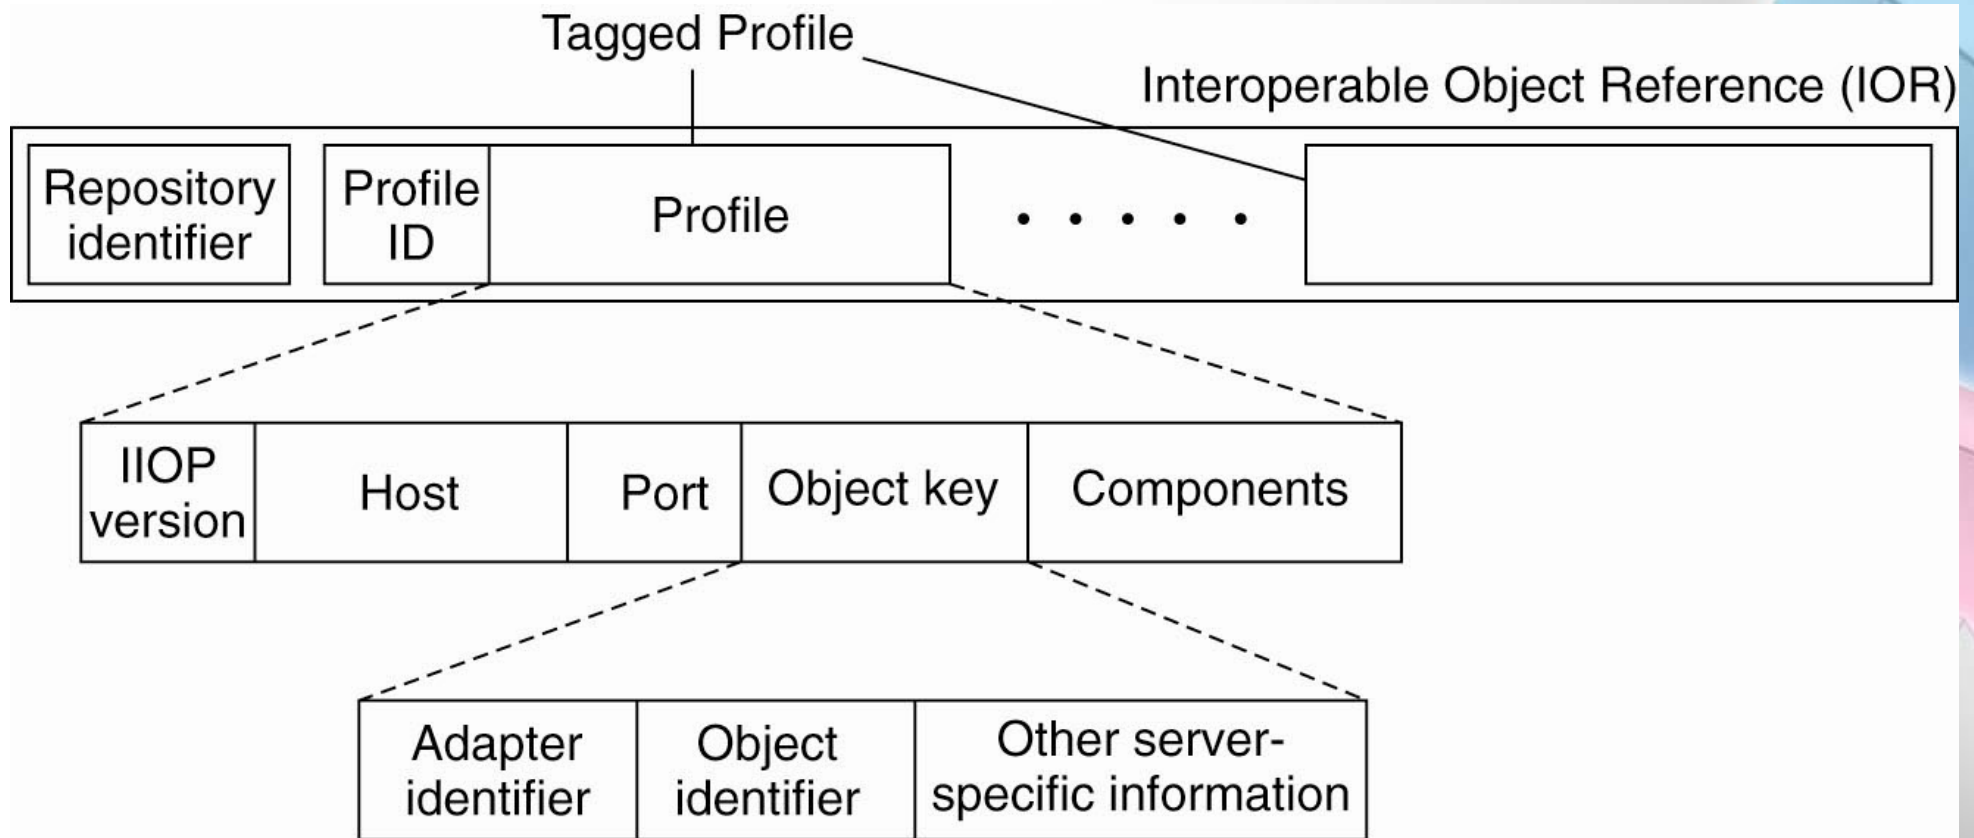 Tagged Profile
Interoperable Object Reference (IOR)
Repository
identifier
Profile
ID
Profile
IIOP
version
Host
Port
Object key
Components
Adapter
identifier
Object
identifier
Other server-
specific information